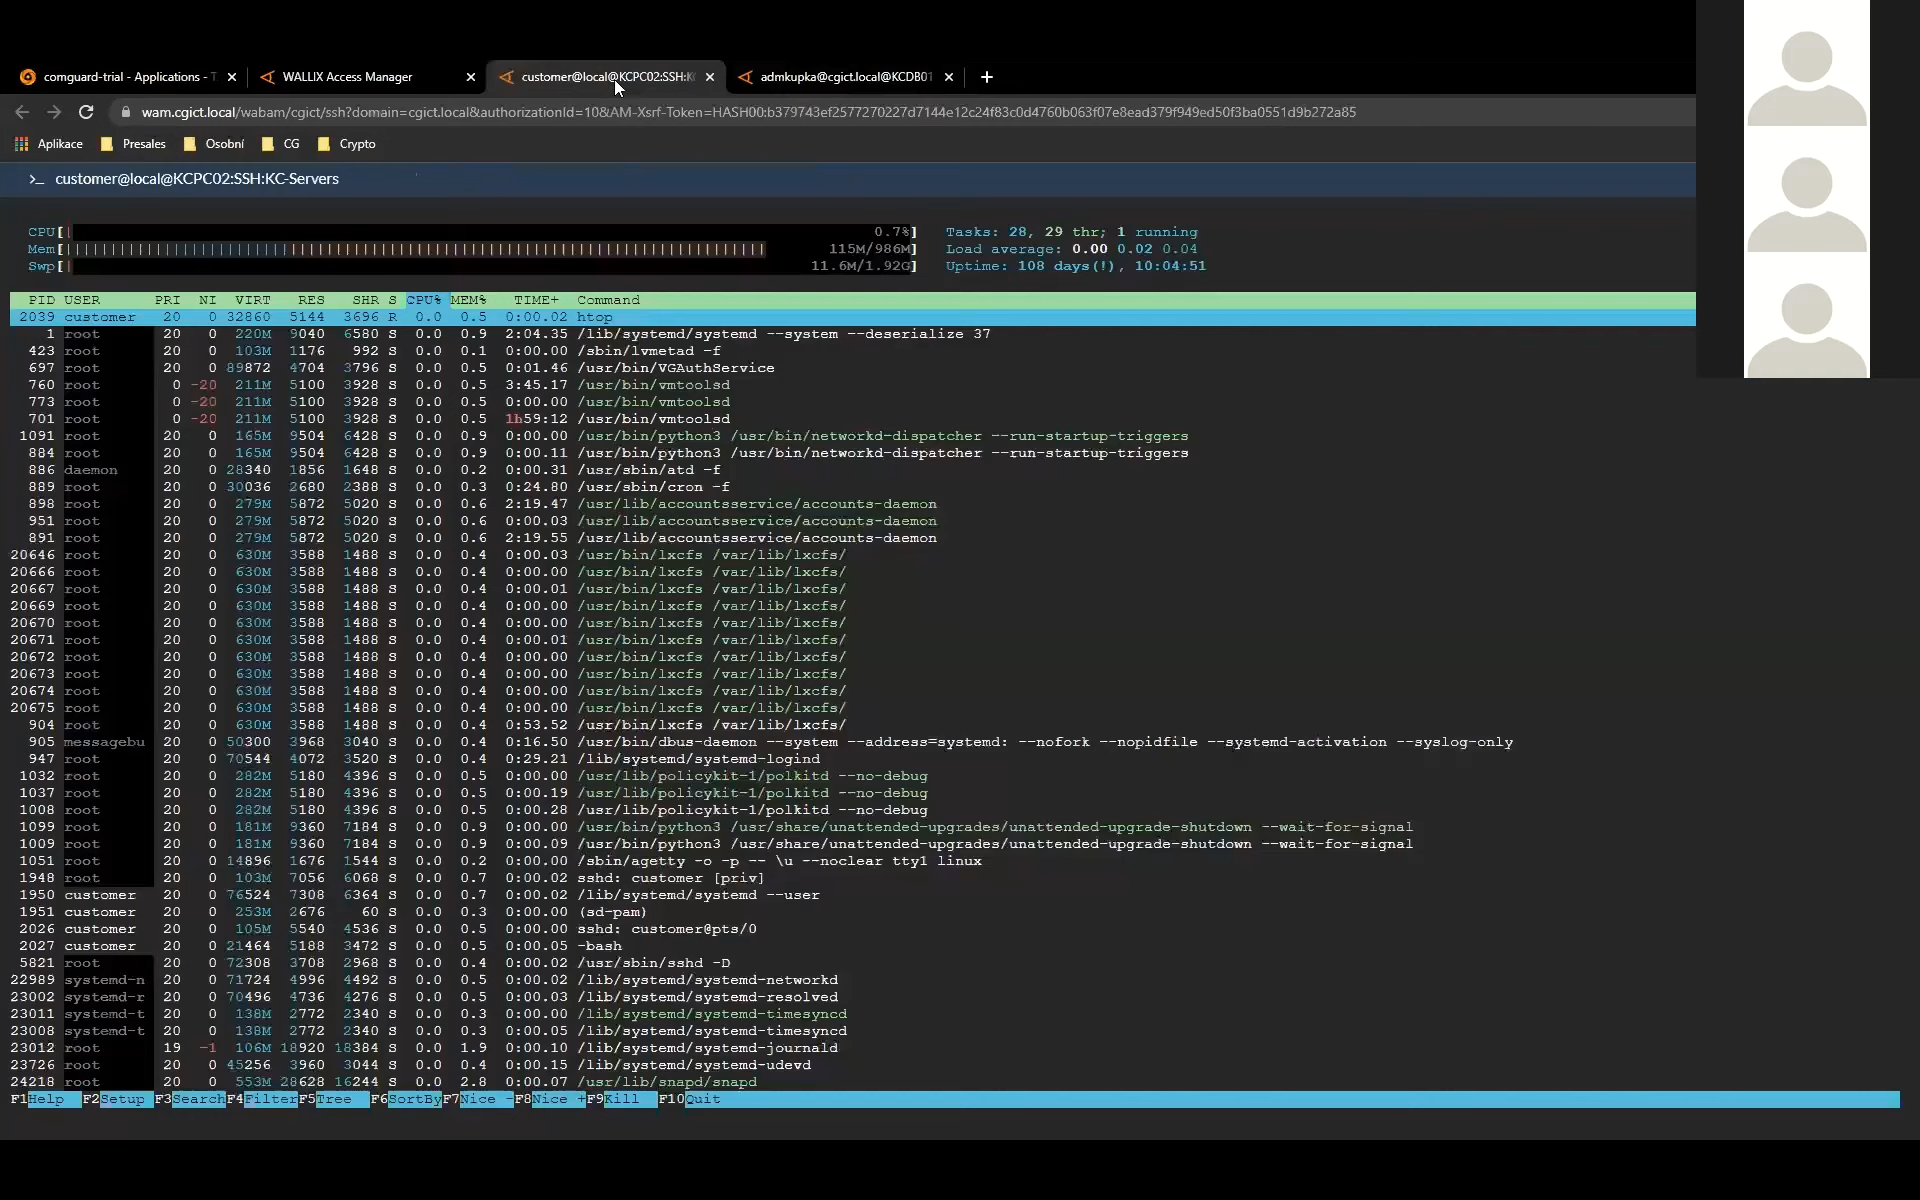 comguard-trial - Applications - T
WALLIX Access Manager
customer@local@KCPC02:SSH:K
admkupka@cgict.local@KCDB01
wam.cgict.local/wabam/cgict/ssh?domain=cgict.local&authorizationId=10&AM-Xsrf-Token=HASH00:b379743ef2577270227d7144e12c24f83c0d4760b063f07e8ead379f949ed50f3ba0551d9b272a85
Aplikace Presales Osobní CG Crypto
>_ customer@local@KCPC02:SSH:KC-Servers
CPU[| 0.7%] Tasks: 28, 29 thr; 1 running
Mem[ 115M/986M] Load average: 0.00 0.02 0.04
Swp[| 11.6M/1.92G] Uptime: 108 days(!), 10:04:51
PID USER PRI NI VIRT RES SHR S CPU% MEM% TIME+ Command
2039 customer 20 0 32860 5144 3696 R 0.0 0.5 0:00.02 htop
1 root 20 0 220M 9040 6580 S 0.0 0.9 2:04.35 /lib/systemd/systemd --system --deserialize 37
423 root 20 0 103M 1176 992 S 0.0 0.1 0:00.00 /sbin/lvmetad -f
697 root 20 0 89872 4704 3796 S 0.0 0.5 0:01.46 /usr/bin/VGAuthService
760 root 0 -20 211M 5100 3928 S 0.0 0.5 3:45.17 /usr/bin/vmtoolsd
773 root 0 -20 211M 5100 3928 S 0.0 0.5 0:00.00 /usr/bin/vmtoolsd
701 root 0 -20 211M 5100 3928 S 0.0 0.5 1h59:12 /usr/bin/vmtoolsd
1091 root 20 0 165M 9504 6428 S 0.0 0.9 0:00.00 /usr/bin/python3 /usr/bin/networkd-dispatcher --run-startup-triggers
884 root 20 0 165M 9504 6428 S 0.0 0.9 0:00.11 /usr/bin/python3 /usr/bin/networkd-dispatcher --run-startup-triggers
886 daemon 20 0 28340 1856 1648 S 0.0 0.2 0:00.31 /usr/sbin/atd -f
889 root 20 0 30036 2680 2388 S 0.0 0.3 0:24.80 /usr/sbin/cron -f
898 root 20 0 279M 5872 5020 S 0.0 0.6 2:19.47 /usr/lib/accountsservice/accounts-daemon
951 root 20 0 279M 5872 5020 S 0.0 0.6 0:00.03 /usr/lib/accountsservice/accounts-daemon
891 root 20 0 279M 5872 5020 S 0.0 0.6 2:19.55 /usr/lib/accountsservice/accounts-daemon
20646 root 20 0 630M 3588 1488 S 0.0 0.4 0:00.03 /usr/bin/lxcfs /var/lib/lxcfs/
20666 root 20 0 630M 3588 1488 S 0.0 0.4 0:00.00 /usr/bin/lxcfs /var/lib/lxcfs/
20667 root 20 0 630M 3588 1488 S 0.0 0.4 0:00.01 /usr/bin/lxcfs /var/lib/lxcfs/
20669 root 20 0 630M 3588 1488 S 0.0 0.4 0:00.00 /usr/bin/lxcfs /var/lib/lxcfs/
20670 root 20 0 630M 3588 1488 S 0.0 0.4 0:00.00 /usr/bin/lxcfs /var/lib/lxcfs/
20671 root 20 0 630M 3588 1488 S 0.0 0.4 0:00.01 /usr/bin/lxcfs /var/lib/lxcfs/
20672 root 20 0 630M 3588 1488 S 0.0 0.4 0:00.00 /usr/bin/lxcfs /var/lib/lxcfs/
20673 root 20 0 630M 3588 1488 S 0.0 0.4 0:00.00 /usr/bin/lxcfs /var/lib/lxcfs/
20674 root 20 0 630M 3588 1488 S 0.0 0.4 0:00.00 /usr/bin/lxcfs /var/lib/lxcfs/
20675 root 20 0 630M 3588 1488 S 0.0 0.4 0:00.00 /usr/bin/lxcfs /var/lib/lxcfs/
904 root 20 0 630M 3588 1488 S 0.0 0.4 0:53.52 /usr/bin/lxcfs /var/lib/lxcfs/
905 messagebu 20 0 50300 3968 3040 S 0.0 0.4 0:16.50 /usr/bin/dbus-daemon --system --address=systemd: --nofork --nopidfile --systemd-activation --syslog-only
947 root 20 0 70544 4072 3520 S 0.0 0.4 0:29.21 /lib/systemd/systemd-logind
1032 root 20 0 282M 5180 4396 S 0.0 0.5 0:00.00 /usr/lib/policykit-1/polkitd --no-debug
1037 root 20 0 282M 5180 4396 S 0.0 0.5 0:00.19 /usr/lib/policykit-1/polkitd --no-debug
1008 root 20 0 282M 5180 4396 S 0.0 0.5 0:00.28 /usr/lib/policykit-1/polkitd --no-debug
1099 root 20 0 181M 9360 7184 S 0.0 0.9 0:00.00 /usr/bin/python3 /usr/share/unattended-upgrades/unattended-upgrade-shutdown --wait-for-signal
1009 root 20 0 181M 9360 7184 S 0.0 0.9 0:00.09 /usr/bin/python3 /usr/share/unattended-upgrades/unattended-upgrade-shutdown --wait-for-signal
1051 root 20 0 14896 1676 1544 S 0.0 0.2 0:00.00 /sbin/agetty -o -p -- \u --noclear tty1 linux
1948 root 20 0 103M 7056 6068 S 0.0 0.7 0:00.02 sshd: customer [priv]
1950 customer 20 0 76524 7308 6364 S 0.0 0.7 0:00.02 /lib/systemd/systemd --user
1951 customer 20 0 253M 2676 60 S 0.0 0.3 0:00.00 (sd-pam)
2026 customer 20 0 105M 5540 4536 S 0.0 0.5 0:00.00 sshd: customer@pts/0
2027 customer 20 0 21464 5188 3472 S 0.0 0.5 0:00.05 -bash
5821 root 20 0 72308 3708 2968 S 0.0 0.4 0:00.02 /usr/sbin/sshd -D
22989 systemd-n 20 0 71724 4996 4492 S 0.0 0.5 0:00.02 /lib/systemd/systemd-networkd
23002 systemd-r 20 0 70496 4736 4276 S 0.0 0.5 0:00.03 /lib/systemd/systemd-resolved
23011 systemd-t 20 0 138M 2772 2340 S 0.0 0.3 0:00.00 /lib/systemd/systemd-timesyncd
23008 systemd-t 20 0 138M 2772 2340 S 0.0 0.3 0:00.05 /lib/systemd/systemd-timesyncd
23012 root 19 -1 106M 18920 18384 S 0.0 1.9 0:00.10 /lib/systemd/systemd-journald
23726 root 20 0 45256 3960 3044 S 0.0 0.4 0:00.15 /lib/systemd/systemd-udevd
24218 root 20 0 553M 28628 16244 S 0.0 2.8 0:00.07 /usr/lib/snapd/snapd
F1Help F2Setup F3SearchF4FilterF5Tree F6SortByF7Nice -F8Nice +F9Kill F10Quit